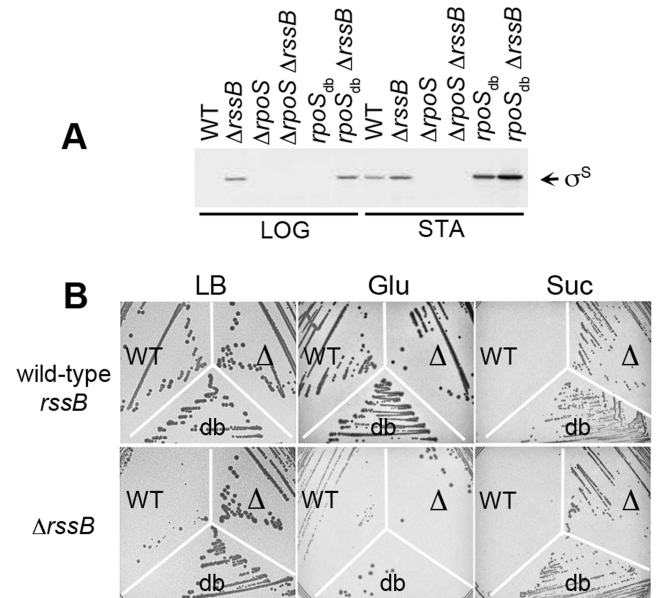 A
WT
ΔrssB
ΔrpoS
ΔrpoS ΔrssB
rpoSdb
rpoSdb ΔrssB
WT
ΔrssB
ΔrpoS
ΔrpoS ΔrssB
rpoSdb
rpoSdb ΔrssB
σS
LOG STA
B
LB Glu Suc
wild-type
rssB
WT Δ WT Δ WT Δ
db db db
ΔrssB
WT Δ WT Δ WT Δ
db db db